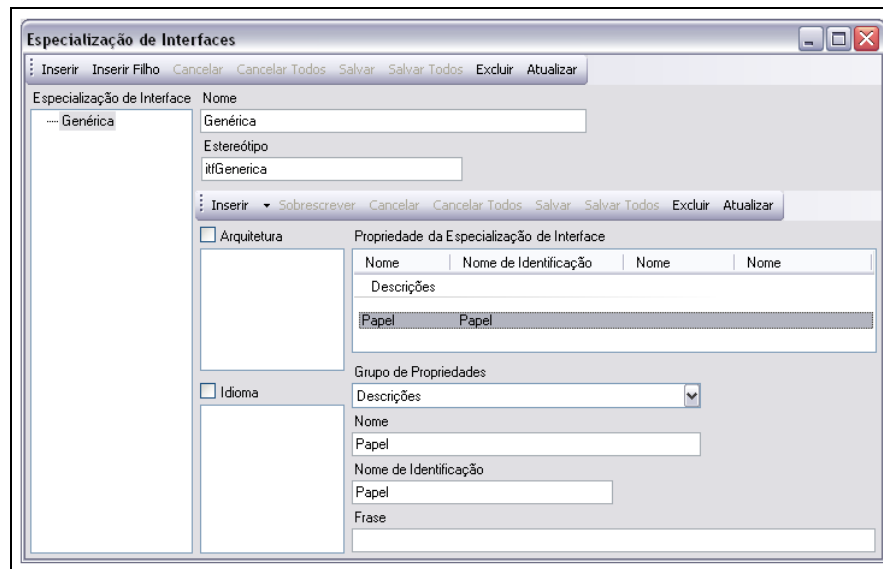 Especialização de Interfaces
Inserir Inserir Filho Cancelar Cancelar Todos Salvar Salvar Todos Excluir Atualizar
Especialização de Interface
Genérica
Nome
Genérica
Estereótipo
itfGenerica
Inserir Sobrescrever Cancelar Cancelar Todos Salvar Salvar Todos Excluir Atualizar
Arquitetura
Idioma
Propriedade da Especialização de Interface
Nome Nome de Identificação Nome Nome
Descrições
Papel Papel
Grupo de Propriedades
Descrições
Nome
Papel
Nome de Identificação
Papel
Frase